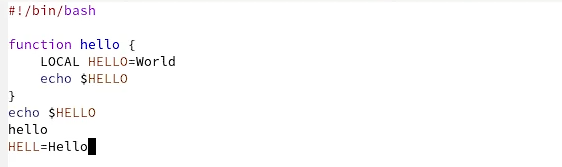 #!/bin/bash
function hello {
LOCAL HELLO=World
echo $HELLO
}
echo $HELLO
hello
HELL=Hello